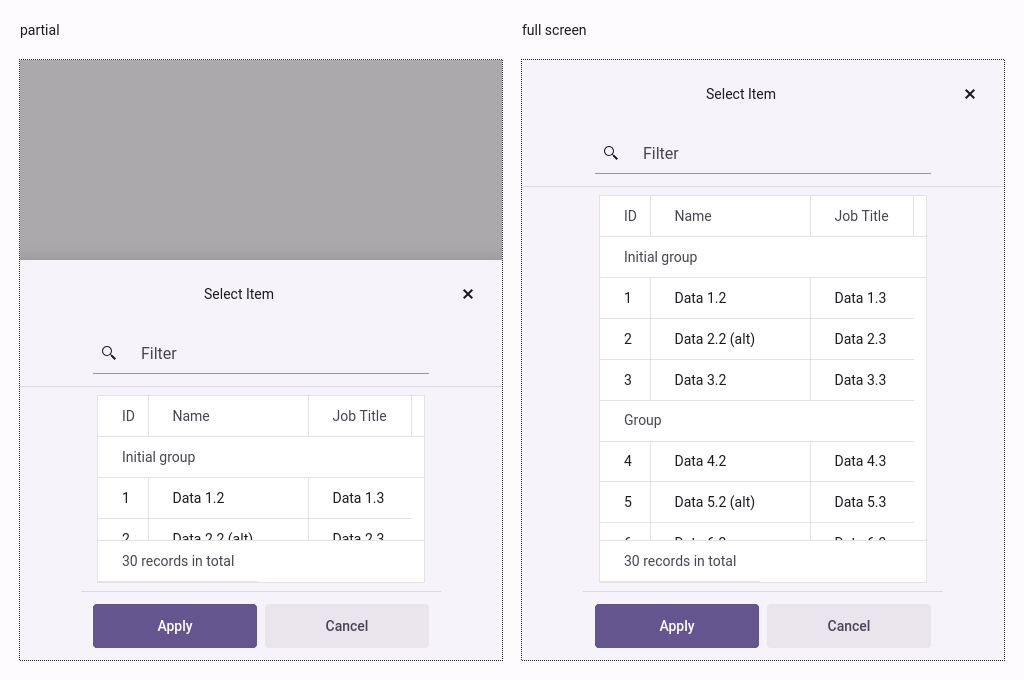 partial
Select Item
Filter
ID Name Job Title
Initial group
1 Data 1.2 Data 1.3
2 Data 2.2 (alt) Data 2.3
30 records in total
Apply Cancel
full screen
Select Item
Filter
ID Name Job Title
Initial group
1 Data 1.2 Data 1.3
2 Data 2.2 (alt) Data 2.3
3 Data 3.2 Data 3.3
Group
4 Data 4.2 Data 4.3
5 Data 5.2 (alt) Data 5.3
30 records in total
Apply Cancel